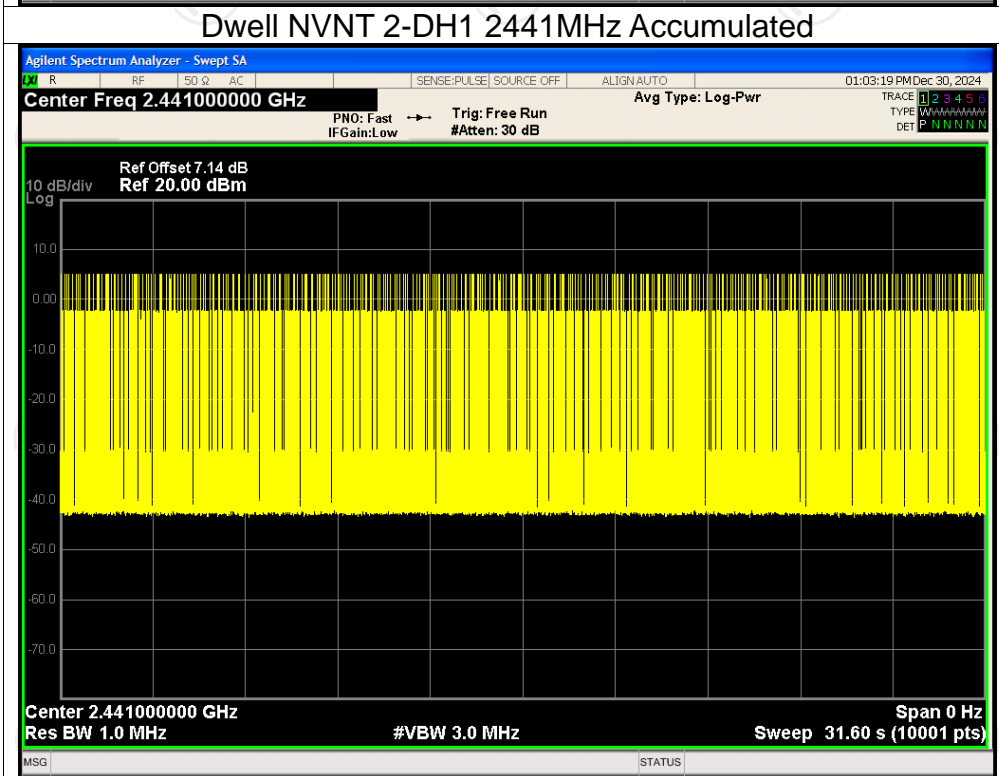 Dwell NVNT 2-DH1 2441MHz Accumulated
Agilent Spectrum Analyzer - Swept SA
LXI R RF 50 Ω AC SENSE:PULSE SOURCE OFF ALIGN AUTO 01:03:19 PM Dec 30, 2024
Center Freq 2.441000000 GHz Avg Type: Log-Pwr TRACE 1 2 3 4 5 6
PNO: Fast Trig: Free Run TYPE WWWWWW
IFGain:Low #Atten: 30 dB DET P N N N N N
Ref Offset 7.14 dB
10 dB/div Ref 20.00 dBm
Log
10.0
0.00
-10.0
-20.0
-30.0
-40.0
-50.0
-60.0
-70.0
Center 2.441000000 GHz Span 0 Hz
Res BW 1.0 MHz #VBW 3.0 MHz Sweep 31.60 s (10001 pts)
MSG STATUS